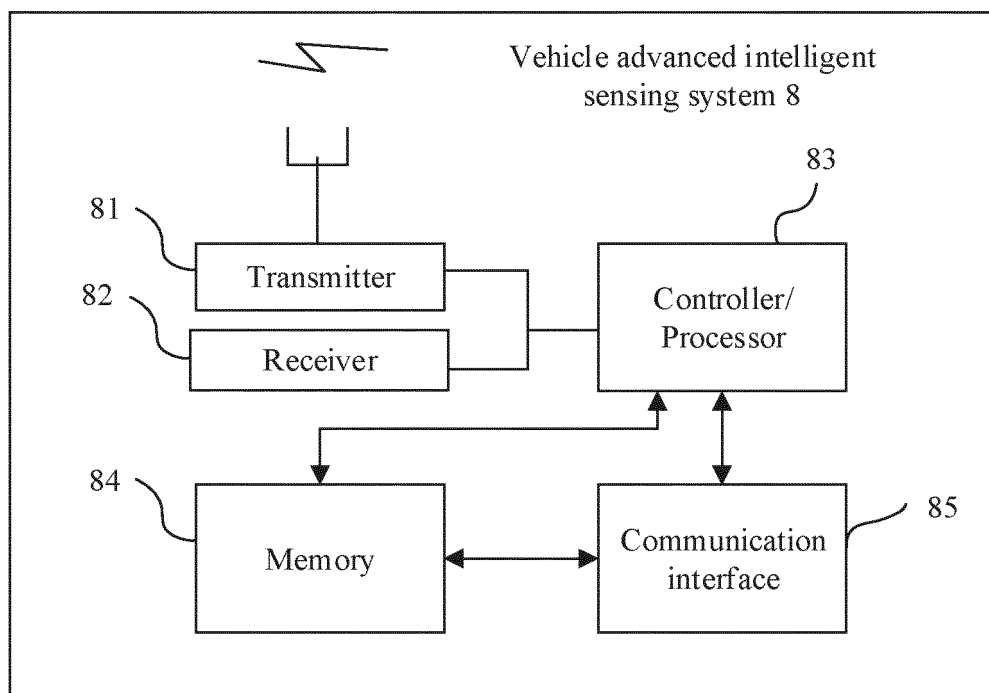 Vehicle advanced intelligent
sensing system 8
83
81
Transmitter
82
Controller/
Processor
Receiver
84
85
Memory
Communication
interface